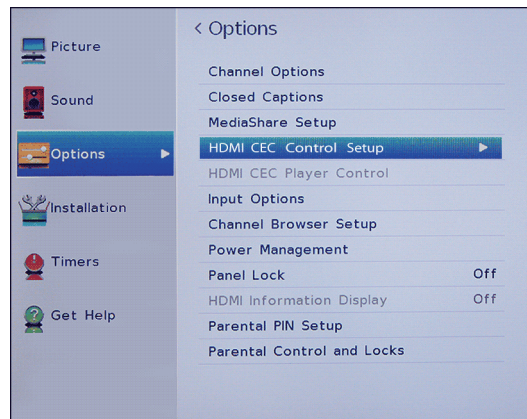 < Options
Picture
Sound
Options
Installation
Timers
Get Help
Channel Options
Closed Captions
MediaShare Setup
HDMI CEC Control Setup
HDMI CEC Player Control
Input Options
Channel Browser Setup
Power Management
Panel Lock Off
HDMI Information Display Off
Parental PIN Setup
Parental Control and Locks